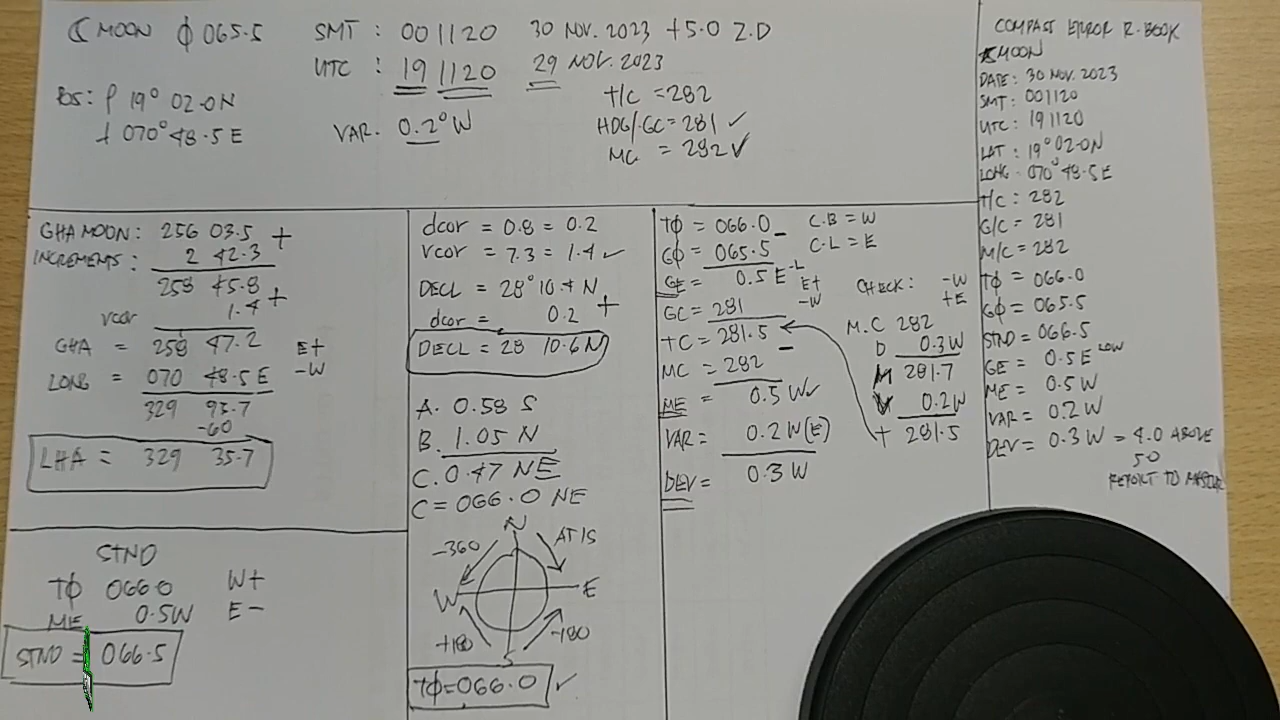 ☾ MOON ϕ 065.5
SMT : 001120 30 NOV. 2023 +5.0 Z.D
UTC : 19 1120 29 NOV. 2023
19° 02.0N
070° 48.5 E
VAR. 0.2° W
T/C = 282
HDG/GC = 281 ✓
MC = 282 ✓
GHA MOON: 256 03.5 +
INCREMENTS: 2 42.3
258 45.8 +
vcor 1.4
GHA = 258 47.2 E+
LONG = 070 48.5 E -W
329 95.7
-60
LHA = 329 35.7
STND
Tϕ 066.0 W+
ME 0.5W E-
STND = 066.5
dcor = 0.8 = 0.2
vcor = 7.3 = 1.4 ✓
DECL = 28° 10.4 N
dcor = 0.2 +
DECL = 28 10.6 N
A. 0.58 S
B. 1.05 N
C. 0.47 NE
C = 066.0 NE
N
-360 AT IS
W E
+180 -180
S
Tϕ = 066.0 ✓
Tϕ = 066.0 - C.B = W
Gϕ = 065.5 C.L = E
GE = 0.5 E-L
E+
GC = 281 -W
TC = 281.5
MC = 282 -
ME = 0.5 W ✓
VAR = 0.2 W(E)
DEV = 0.3 W
CHECK: -W
+E
M.C 282
D 0.3W
M 281.7
V 0.2W
T 281.5
COMPASS ERROR R. BOOK
MOON
DATE: 30 NOV. 2023
SMT: 001120
UTC: 191120
LAT: 19° 02.0N
LONG: 070° 48.5 E
T/C: 282
G/C = 281
M/C = 282
Tϕ = 066.0
Gϕ = 065.5
STND = 066.5
GE = 0.5 E LOW
ME = 0.5 W
VAR = 0.2 W
DEV = 0.3 W = 4.0 ABOVE
5.0
REPORT TO MASTER